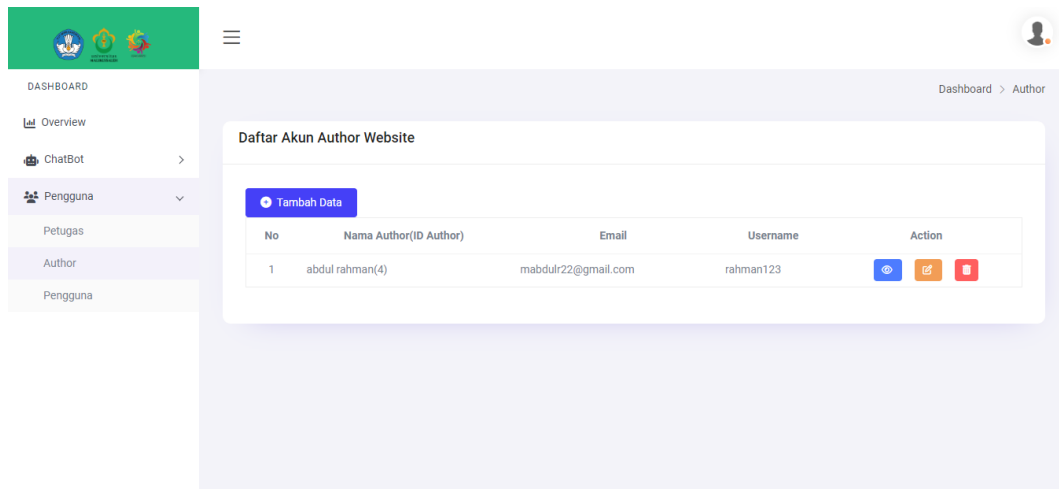 DASHBOARD
Dashboard > Author
Overview
Daftar Akun Author Website
ChatBot
Pengguna
Tambah Data
Petugas
No Nama Author(ID Author) Email Username Action
Author
1 abdul rahman(4) mabdulr22@gmail.com rahman123
Pengguna